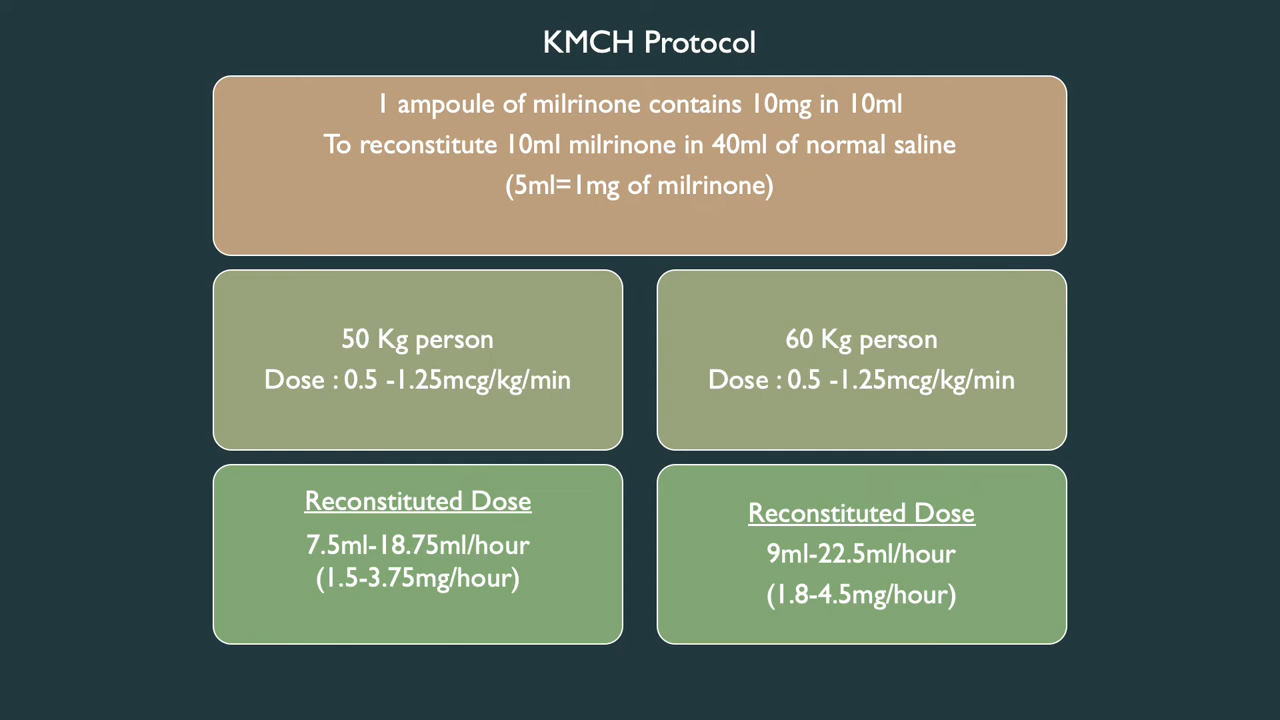 KMCH Protocol
1 ampoule of milrinone contains 10mg in 10ml
To reconstitute 10ml milrinone in 40ml of normal saline
(5ml=1mg of milrinone)
50 Kg person
Dose : 0.5 -1.25mcg/kg/min
60 Kg person
Dose : 0.5 -1.25mcg/kg/min
Reconstituted Dose
7.5ml-18.75ml/hour
(1.5-3.75mg/hour)
Reconstituted Dose
9ml-22.5ml/hour
(1.8-4.5mg/hour)